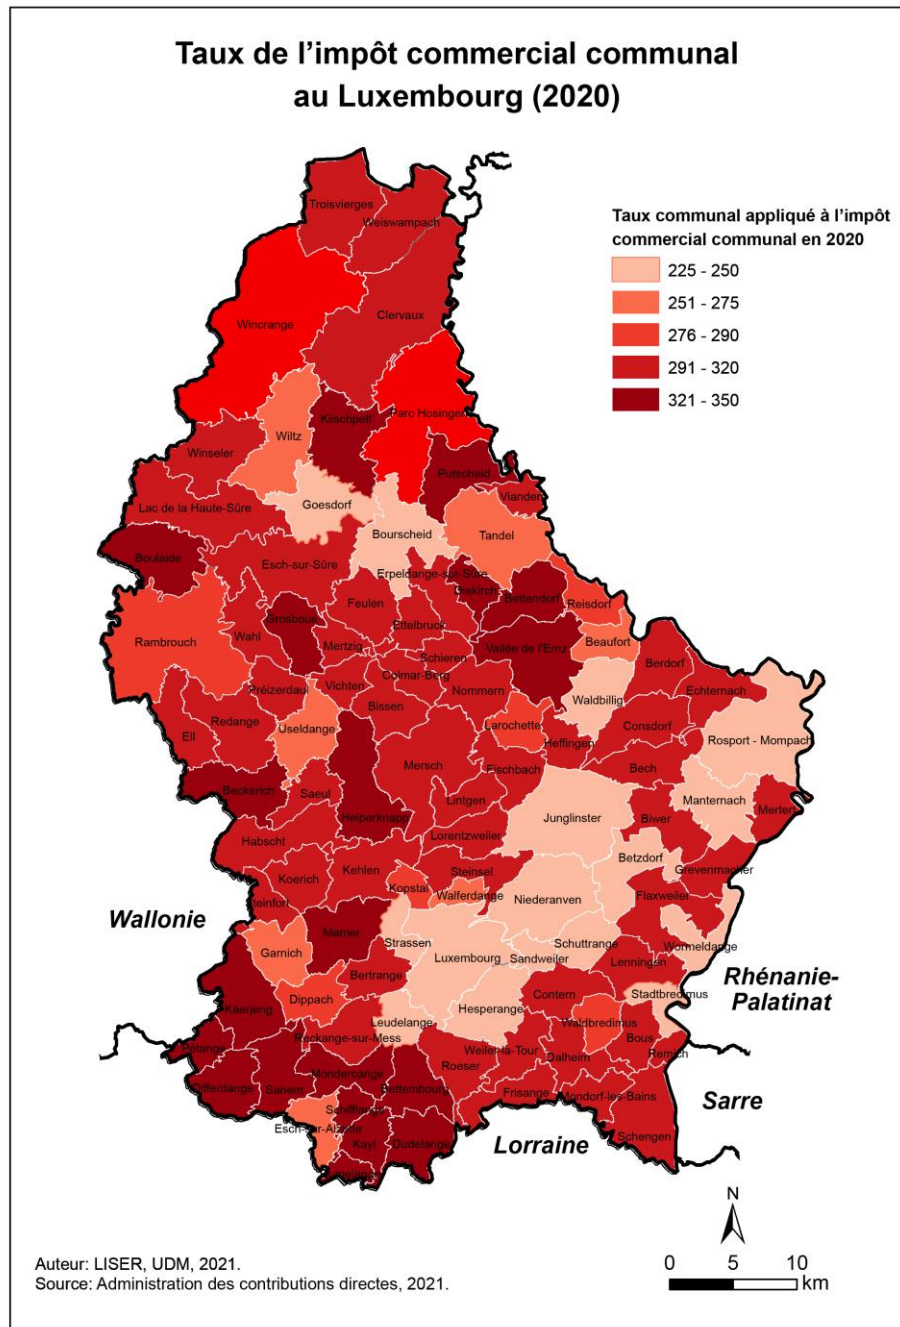 Taux de l’impôt commercial communal
au Luxembourg (2020)
Taux communal appliqué à l’impôt
commercial communal en 2020
225 - 250
251 - 275
276 - 290
291 - 320
321 - 350
Troisvierges
Weiswampach
Wincrange
Clervaux
Parc Hosingen
Kiischpelt
Wiltz
Winseler
Putscheid
Vianden
Goesdorf
Lac de la Haute-Sûre
Bourscheid
Tandel
Boulaide
Esch-sur-Sûre
Erpeldange-sur-Sûre
Diekirch
Bettendorf
Reisdorf
Feulen
Grosbous
Ettelbruck
Rambrouch
Wahl
Mertzig
Vallée de l'Ernz
Beaufort
Schieren
Berdorf
Colmar-Berg
Préizerdaul
Vichten
Nommern
Waldbillig
Echternach
Bissen
Redange
Useldange
Larochette
Consdorf
Ell
Heffingen
Rosport - Mompach
Mersch
Fischbach
Bech
Beckerich
Saeul
Lintgen
Manternach
Mertert
Helperknapp
Junglinster
Biwer
Habscht
Lorentzweiler
Betzdorf
Kehlen
Steinsel
Grevenmacher
Koerich
Kopstal
Walferdange
Flaxweiler
Steinfort
Niederanven
Wallonie
Mamer
Strassen
Schuttrange
Wormeldange
Garnich
Luxembourg
Sandweiler
Lenningen
Bertrange
Rhénanie-
Palatinat
Stadtbredimus
Dippach
Hesperange
Contern
Käerjeng
Leudelange
Waldbredimus
Reckange-sur-Mess
Bous
Pétange
Weiler-la-Tour
Dalheim
Remich
Roeser
Mondercange
Differdange
Sanem
Bettembourg
Frisange
Mondorf-les-Bains
Sarre
Schifflange
Esch-sur-Alzette
Schengen
Kayl
Dudelange
Lorraine
N
0 5 10
km
Auteur: LISER, UDM, 2021.
Source: Administration des contributions directes, 2021.